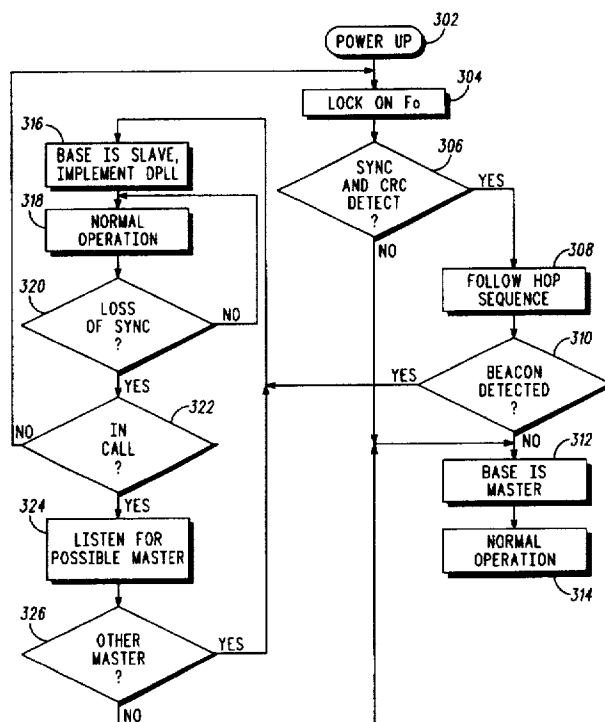 POWER UP
302
LOCK ON Fo
304
306
SYNC
AND CRC
DETECT
?
YES
NO
308
FOLLOW HOP
SEQUENCE
310
BEACON
DETECTED
?
YES
NO
312
BASE IS
MASTER
NORMAL
OPERATION
314
316
BASE IS SLAVE,
IMPLEMENT DPLL
318
NORMAL
OPERATION
320
LOSS
OF SYNC
?
NO
YES
322
IN
CALL
?
NO
YES
324
LISTEN FOR
POSSIBLE MASTER
326
OTHER
MASTER
?
YES
NO